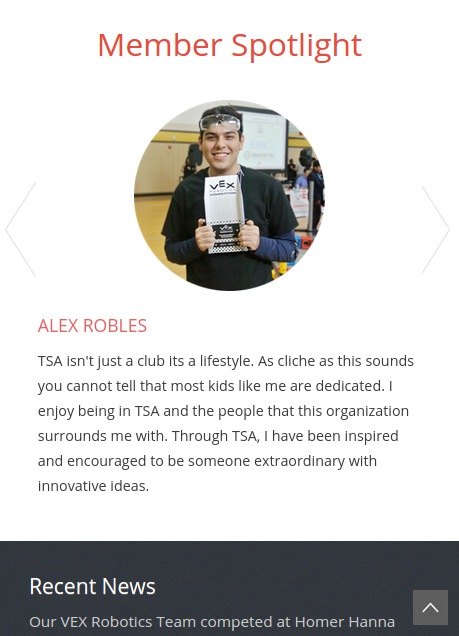 Member Spotlight
VEX
ALEX ROBLES
TSA isn't just a club its a lifestyle. As cliche as this sounds
you cannot tell that most kids like me are dedicated. I
enjoy being in TSA and the people that this organization
surrounds me with. Through TSA, I have been inspired
and encouraged to be someone extraordinary with
innovative ideas.
Recent News
Our VEX Robotics Team competed at Homer Hanna